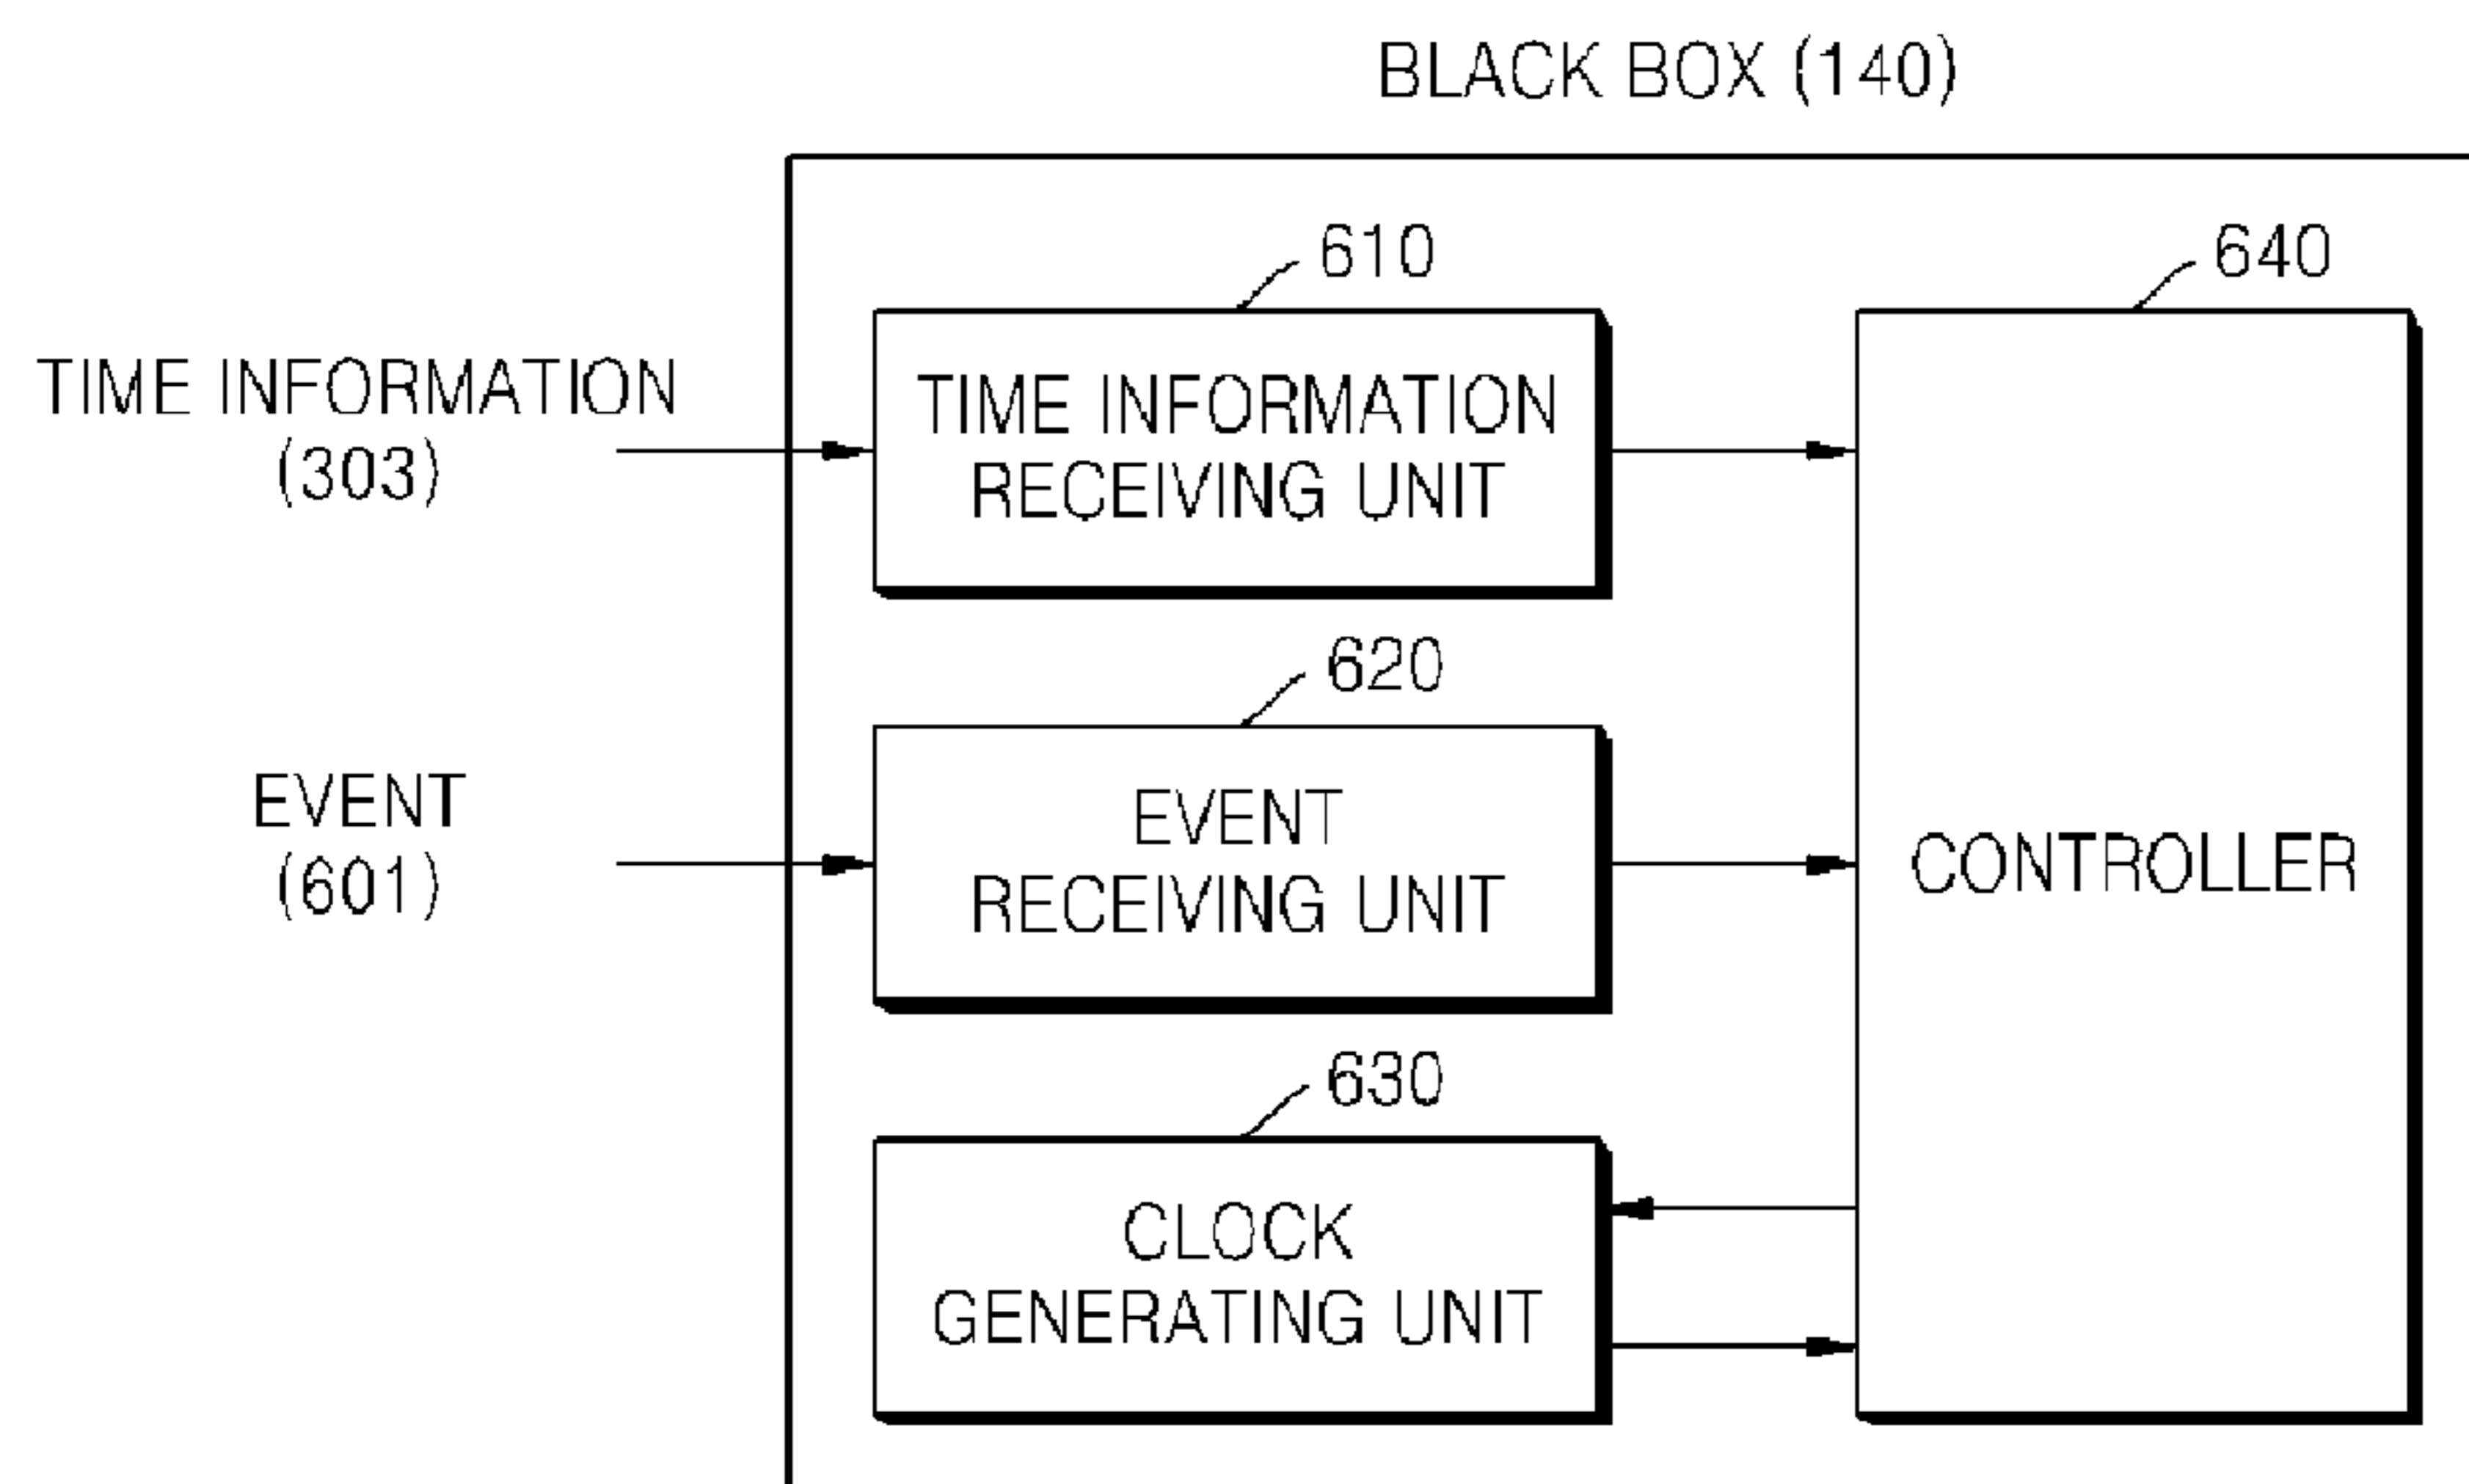 BLACK BOX (140)
610
640
TIME INFORMATION
(303)
TIME INFORMATION
RECEIVING UNIT
620
EVENT
(601)
EVENT
RECEIVING UNIT
CONTROLLER
630
CLOCK
GENERATING UNIT